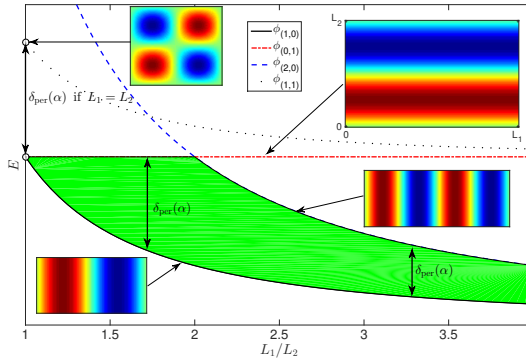 L₂
0
0
L₁
ϕ(1,0)
ϕ(0,1)
ϕ(2,0)
ϕ(1,1)
δper(α) if L₁ = L₂
δper(α)
δper(α)
E
1
1.5
2
2.5
3
3.5
4
L₁/L₂